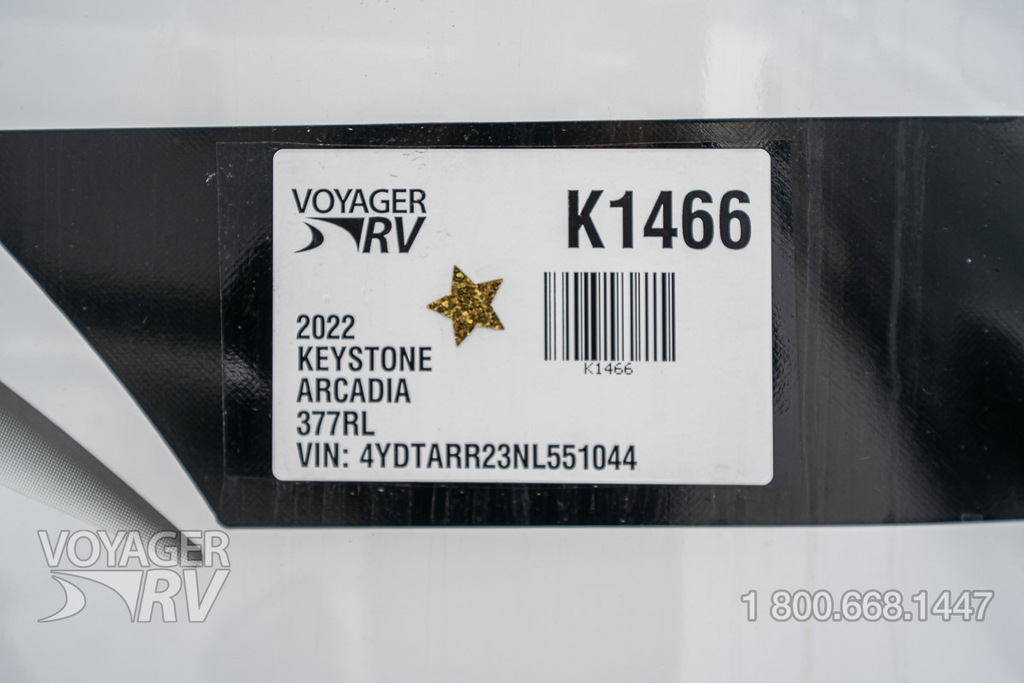 VOYAGER
RV
K1466
K1466
2022
KEYSTONE
ARCADIA
377RL
VIN: 4YDTARR23NL551044
VOYAGER
RV
1 800.668.1447